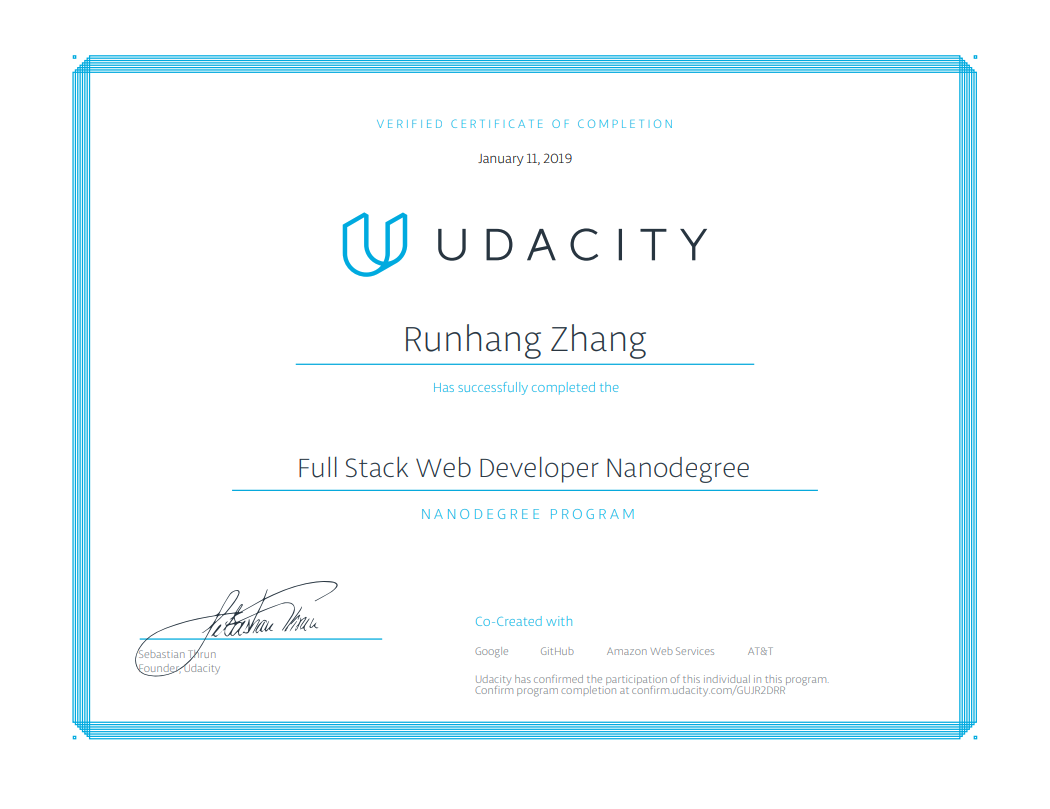 VERIFIED CERTIFICATE OF COMPLETION
January 11, 2019
UDACITY
Runhang Zhang
Has successfully completed the
Full Stack Web Developer Nanodegree
NANODEGREE PROGRAM
Sebastian Thrun
Sebastian Thrun
Founder, Udacity
Co-Created with
Google GitHub Amazon Web Services AT&T
Udacity has confirmed the participation of this individual in this program.
Confirm program completion at confirm.udacity.com/GUJR2DRR